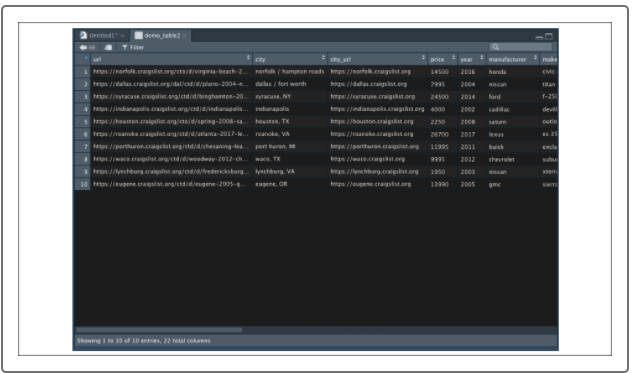 Untitled1* × demo_table2 ×
Filter
url city city_url price year manufacturer make
1 https://norfolk.craigslist.org/cto/d/virginia-beach-2... norfolk / hampton roads https://norfolk.craigslist.org 14500 2016 honda civic
2 https://dallas.craigslist.org/dal/ctd/d/plano-2004-n... dallas / fort worth https://dallas.craigslist.org 7995 2004 nissan titan
3 https://syracuse.craigslist.org/ctd/d/binghamton-20... syracuse, NY https://syracuse.craigslist.org 24500 2014 ford f-250
4 https://indianapolis.craigslist.org/ctd/d/indianapolis... indianapolis https://indianapolis.craigslist.org 4000 2002 cadillac devill
5 https://houston.craigslist.org/cto/d/spring-2008-sa... houston, TX https://houston.craigslist.org 2250 2008 saturn outlo
6 https://roanoke.craigslist.org/ctd/d/atlanta-2017-le... roanoke, VA https://roanoke.craigslist.org 26700 2017 lexus es 35
7 https://porthuron.craigslist.org/ctd/d/chesaning-lea... port huron, MI https://porthuron.craigslist.org 11995 2011 buick encla
8 https://waco.craigslist.org/ctd/d/woodway-2012-ch... waco, TX https://waco.craigslist.org 9995 2012 chevrolet subu
9 https://lynchburg.craigslist.org/ctd/d/fredericksburg... lynchburg, VA https://lynchburg.craigslist.org 1950 2003 nissan xterra
10 https://eugene.craigslist.org/ctd/d/eugene-2005-g... eugene, OR https://eugene.craigslist.org 13990 2005 gmc sierra
Showing 1 to 10 of 10 entries, 22 total columns